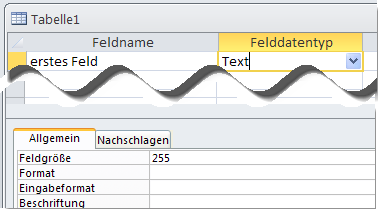 Tabelle1
Feldname Felddatentyp
erstes Feld Text
Allgemein Nachschlagen
Feldgröße 255
Format
Eingabeformat
Beschriftung